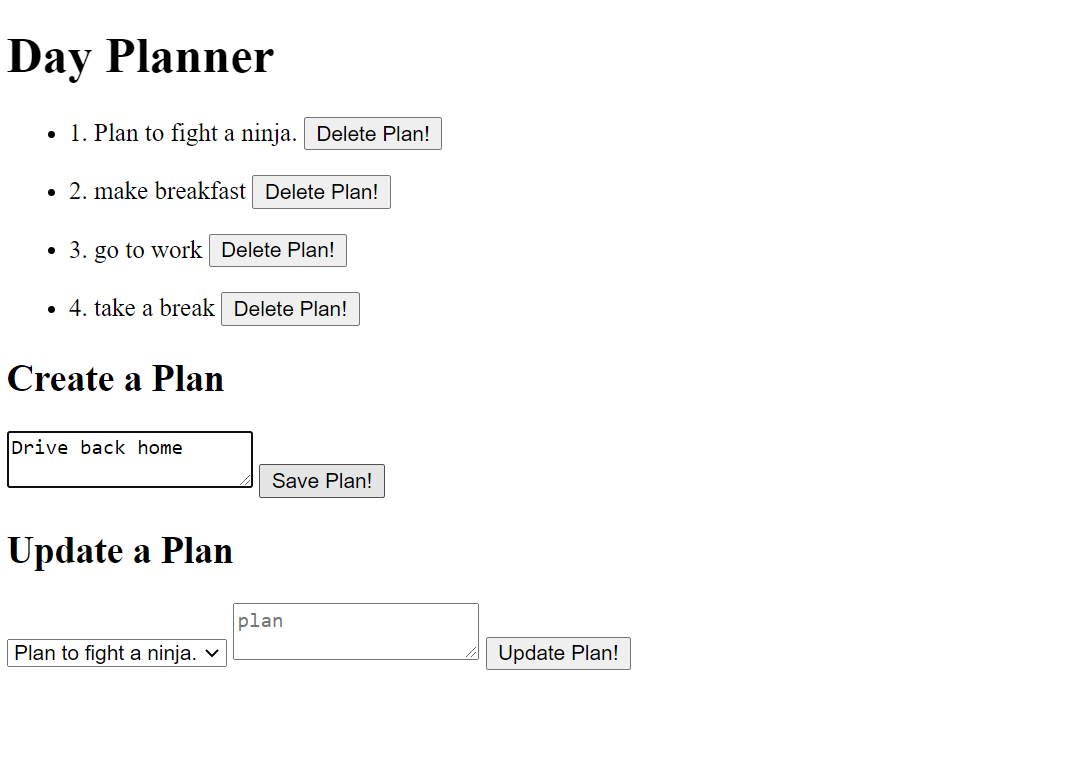 Day Planner
1. Plan to fight a ninja. Delete Plan!
2. make breakfast Delete Plan!
3. go to work Delete Plan!
4. take a break Delete Plan!
Create a Plan
Drive back home
Save Plan!
Update a Plan
plan
Plan to fight a ninja. Update Plan!